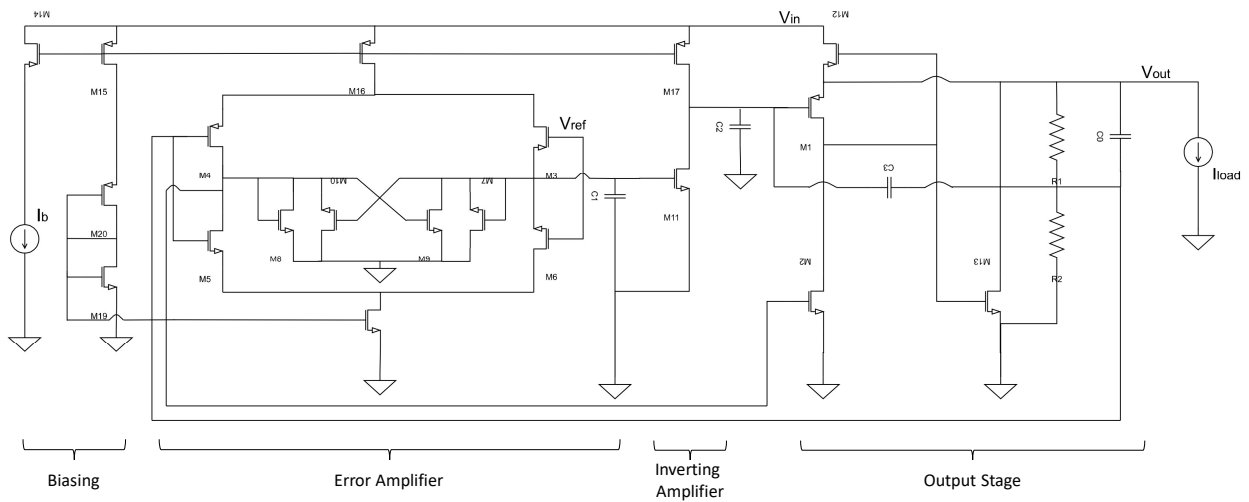 M14
Vin
M12
M15
M16
M17
Vref
Vout
C2
C0
M4
M10
M7
M3
C1
M1
C3
R1
Iload
Ib
M11
M20
M8
M9
M5
M6
M2
M13
R2
M19
Biasing
Error Amplifier
Inverting
Amplifier
Output Stage